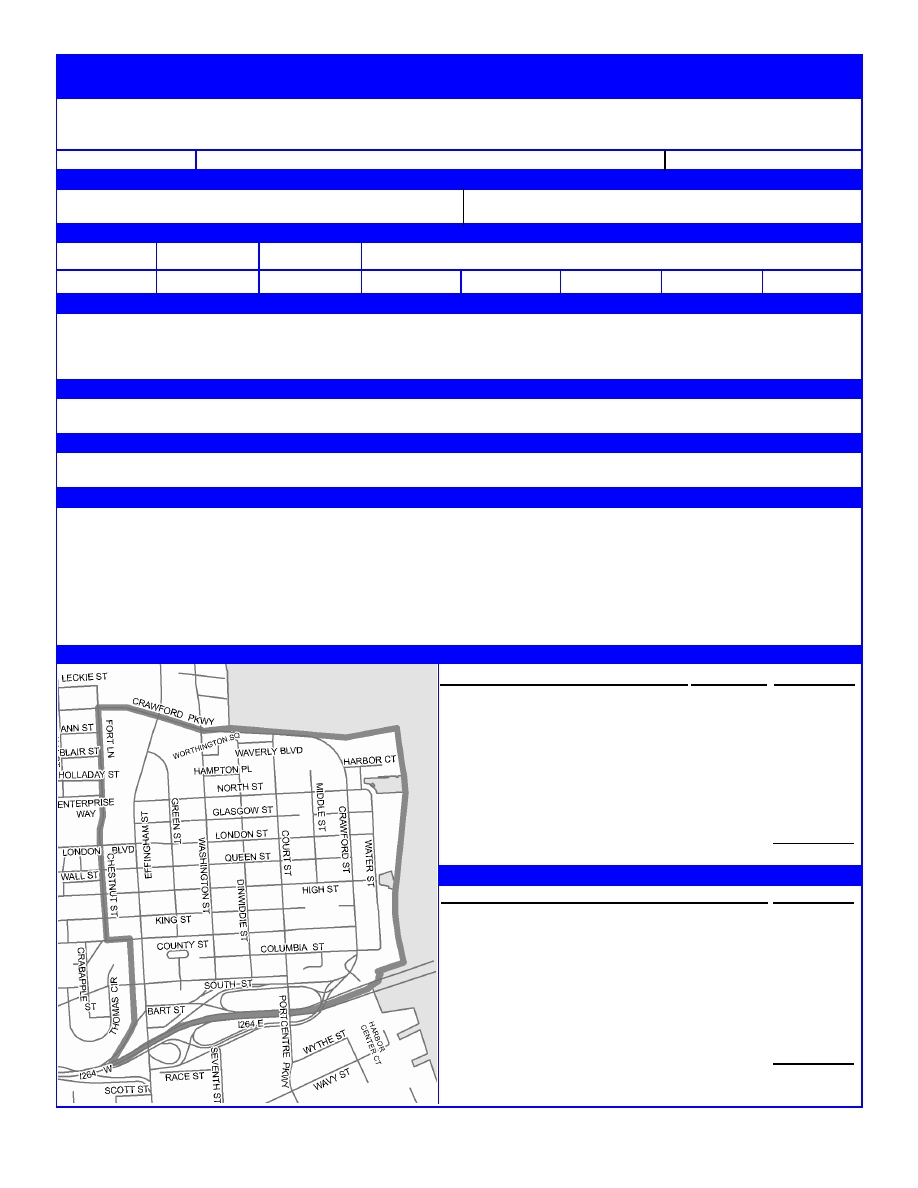 LECKIE ST
CRAWFORD PKWY
ANN ST
FORT LN
WORTHINGTON SQ
WAVERLY BLVD
BLAIR ST
HARBOR CT
HAMPTON PL
HOLLADAY ST
NORTH ST
MIDDLE ST
ENTERPRISE
WAY
GREEN ST
GLASGOW ST
CRAWFORD ST
EFFINGHAM ST
LONDON ST
COURT ST
WATER ST
LONDON BLVD
WASHINGTON ST
QUEEN ST
WALL ST
CHESTNUT ST
DINWIDDIE ST
HIGH ST
KING ST
COUNTY ST
COLUMBIA ST
CRABAPPLE
ST
THOMAS CIR
SOUTH ST
BART ST
PORTCENTRE PKWY
I264 E
WYTHE ST
HARBOR
CENTER CT
I264 W
SEVENTH ST
RACE ST
WAVY ST
SCOTT ST